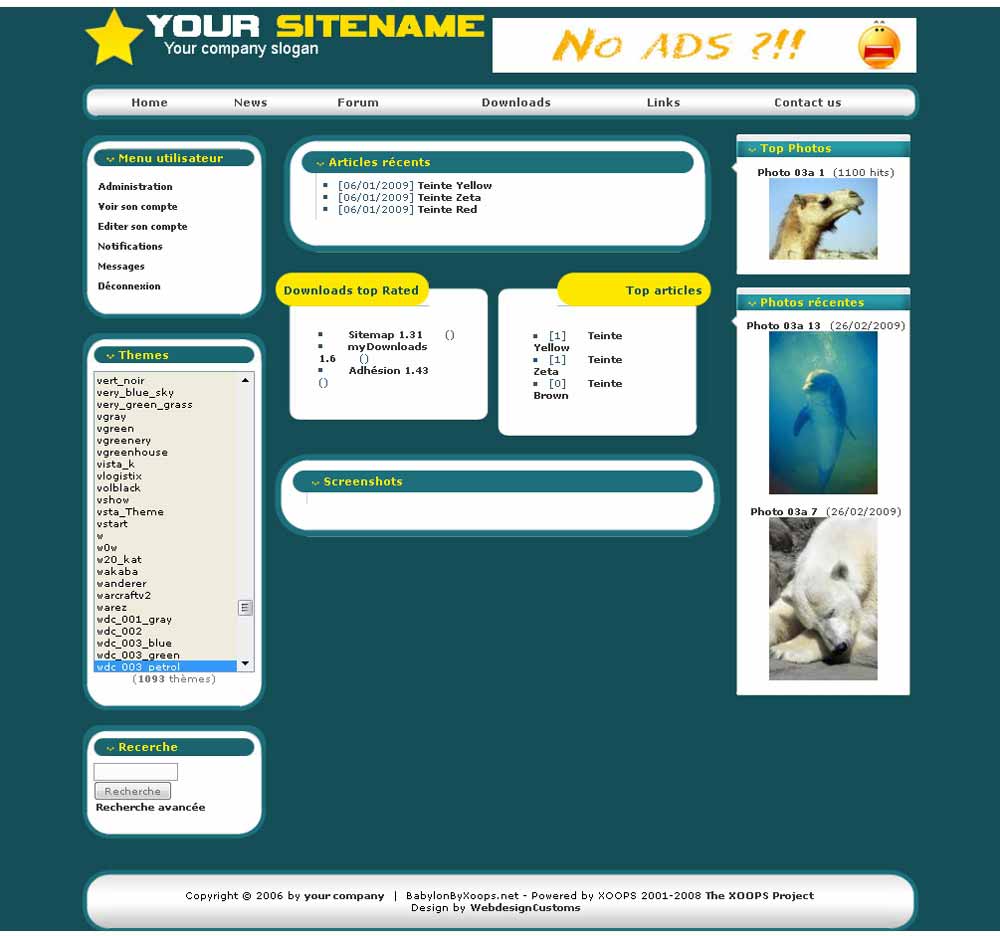 YOUR SITENAME
Your company slogan
NO ADS ?!!
Home News Forum Downloads Links Contact us
Menu utilisateur
Administration
Voir son compte
Editer son compte
Notifications
Messages
Déconnexion
Themes
vert_noir
very_blue_sky
very_green_grass
vgray
vgreen
vgreenery
vgreenhouse
vista_k
vlogistix
volblack
vshow
vsta_Theme
vstart
w
w0w
w20_kat
wakaba
wanderer
warcraftv2
warez
wdc_001_gray
wdc_002
wdc_003_blue
wdc_003_green
wdc_003_petrol
(1093 thèmes)
Recerche
Recherche
Recherche avancée
Articles récents
[06/01/2009] Teinte Yellow
[06/01/2009] Teinte Zeta
[06/01/2009] Teinte Red
Downloads top Rated
Sitemap 1.31 ()
myDownloads
1.6 ()
Adhésion 1.43
()
Top articles
[1] Teinte
Yellow
[1] Teinte
Zeta
[0] Teinte
Brown
Screenshots
Top Photos
Photo 03a 1 (1100 hits)
Photos récentes
Photo 03a 13 (26/02/2009)
Photo 03a 7 (26/02/2009)
Copyright © 2006 by your company | BabylonByXoops.net - Powered by XOOPS 2001-2008 The XOOPS Project
Design by WebdesignCustoms